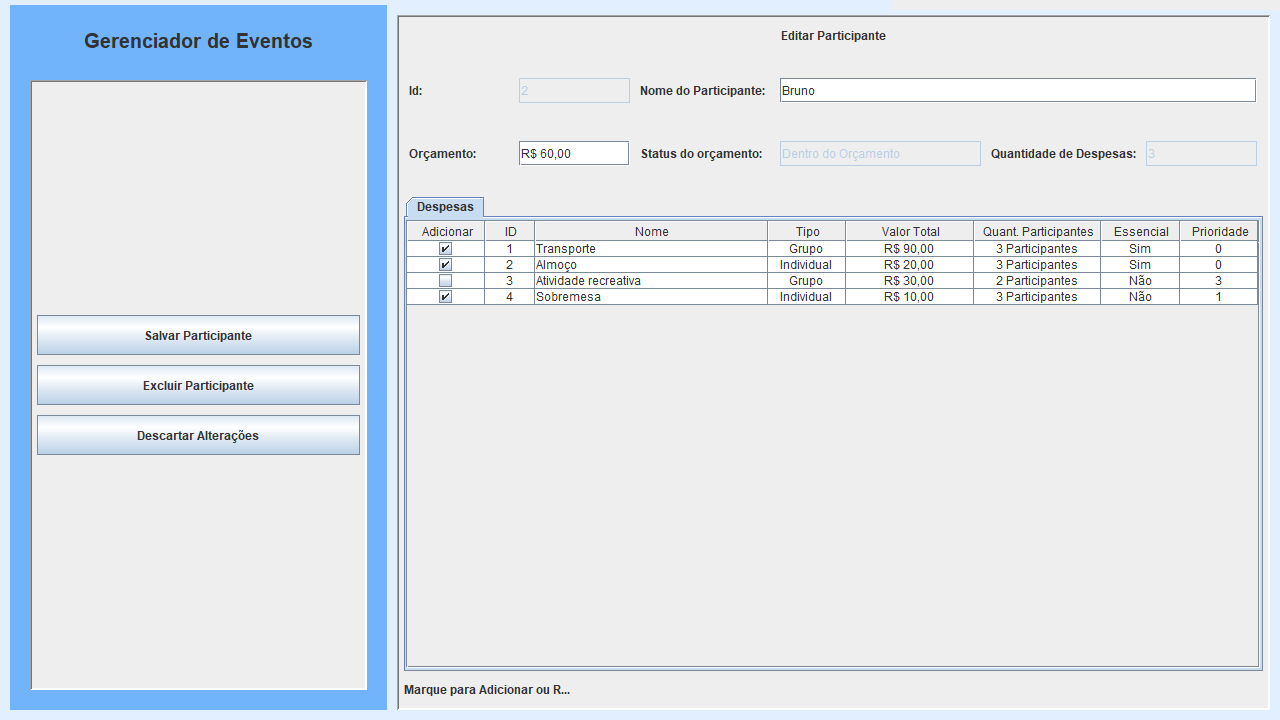 Gerenciador de Eventos
Salvar Participante
Excluir Participante
Descartar Alterações
Editar Participante
Id: 2 Nome do Participante: Bruno
Orçamento: R$ 60,00 Status do orçamento: Dentro do Orçamento Quantidade de Despesas: 3
Despesas
Adicionar ID Nome Tipo Valor Total Quant. Participantes Essencial Prioridade
1 Transporte Grupo R$ 90,00 3 Participantes Sim 0
2 Almoço Individual R$ 20,00 3 Participantes Sim 0
3 Atividade recreativa Grupo R$ 30,00 2 Participantes Não 3
4 Sobremesa Individual R$ 10,00 3 Participantes Não 1
Marque para Adicionar ou R...